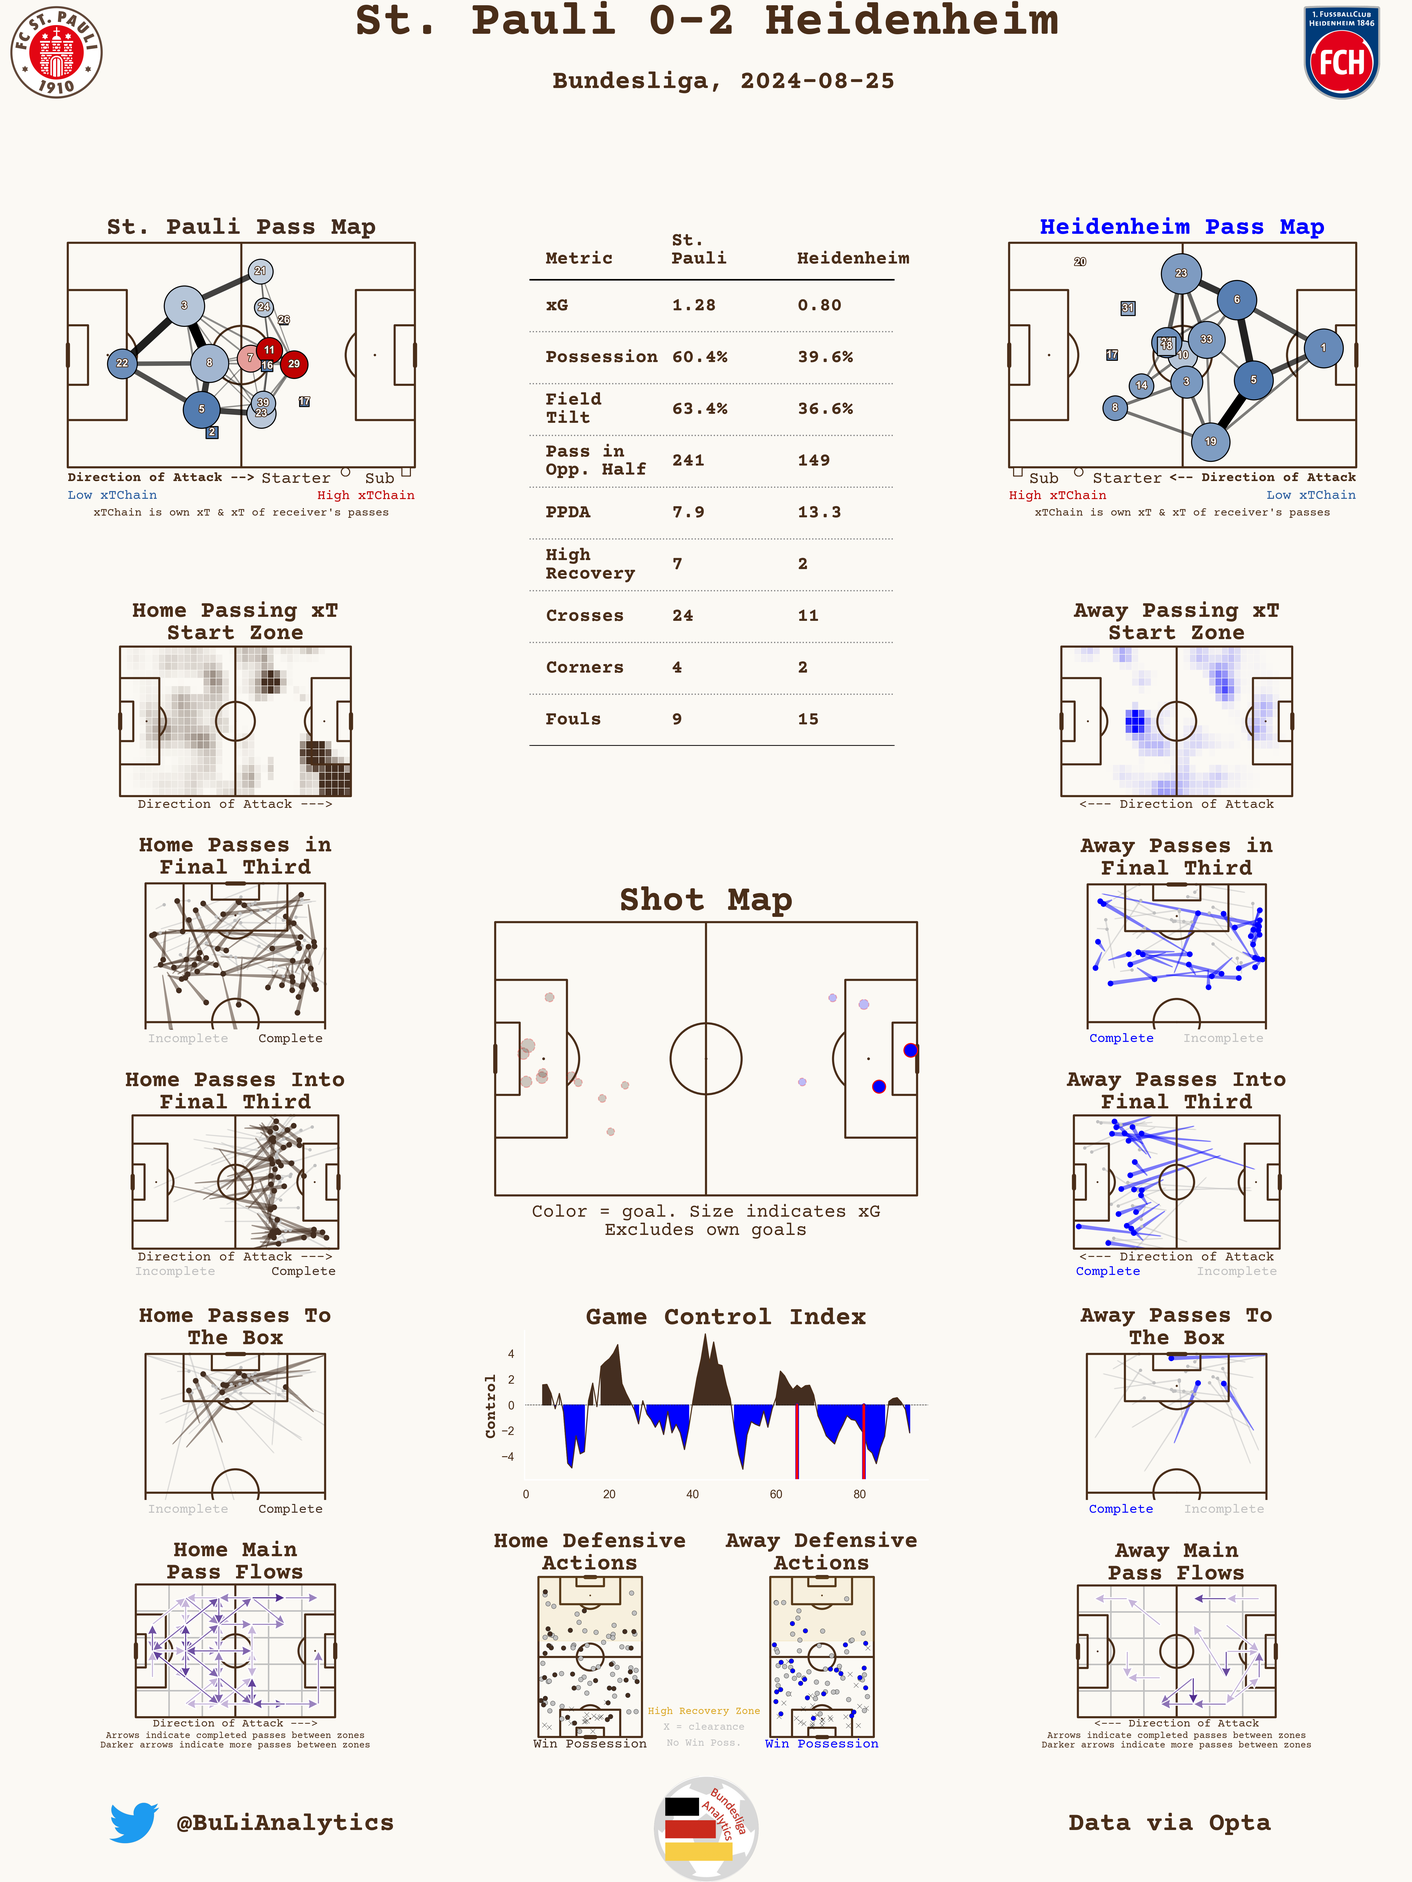 St. Pauli 0-2 Heidenheim
Bundesliga, 2024-08-25
FC ST. PAULI
1910
1. FUSSBALLCLUB
HEIDENHEIM 1846
FCH
St. Pauli Pass Map
21
3
24
26
11
7
22
8
16
29
39
17
5
23
2
Direction of Attack --> Starter Sub
Low xTChain High xTChain
xTChain is own xT & xT of receiver's passes
Metric St. Pauli Heidenheim
xG 1.28 0.80
Possession 60.4% 39.6%
Field Tilt 63.4% 36.6%
Pass in Opp. Half 241 149
PPDA 7.9 13.3
High Recovery 7 2
Crosses 24 11
Corners 4 2
Fouls 9 15
Heidenheim Pass Map
20
23
6
31
33
18
1
17
10
14
3
5
8
19
Sub Starter <-- Direction of Attack
High xTChain Low xTChain
xTChain is own xT & xT of receiver's passes
Home Passing xT
Start Zone
Direction of Attack --->
Away Passing xT
Start Zone
<--- Direction of Attack
Home Passes in
Final Third
Incomplete Complete
Away Passes in
Final Third
Complete Incomplete
Shot Map
Color = goal. Size indicates xG
Excludes own goals
Home Passes Into
Final Third
Direction of Attack --->
Incomplete Complete
Away Passes Into
Final Third
<--- Direction of Attack
Complete Incomplete
Home Passes To
The Box
Incomplete Complete
Game Control Index
Control
4
2
0
−2
−4
0 20 40 60 80
Away Passes To
The Box
Complete Incomplete
Home Main
Pass Flows
Direction of Attack --->
Arrows indicate completed passes between zones
Darker arrows indicate more passes between zones
Home Defensive
Actions
Win Possession
Away Defensive
Actions
Win Possession
High Recovery Zone
X = clearance
No Win Poss.
Away Main
Pass Flows
<--- Direction of Attack
Arrows indicate completed passes between zones
Darker arrows indicate more passes between zones
@BuLiAnalytics
Bundesliga
Analytics
Data via Opta